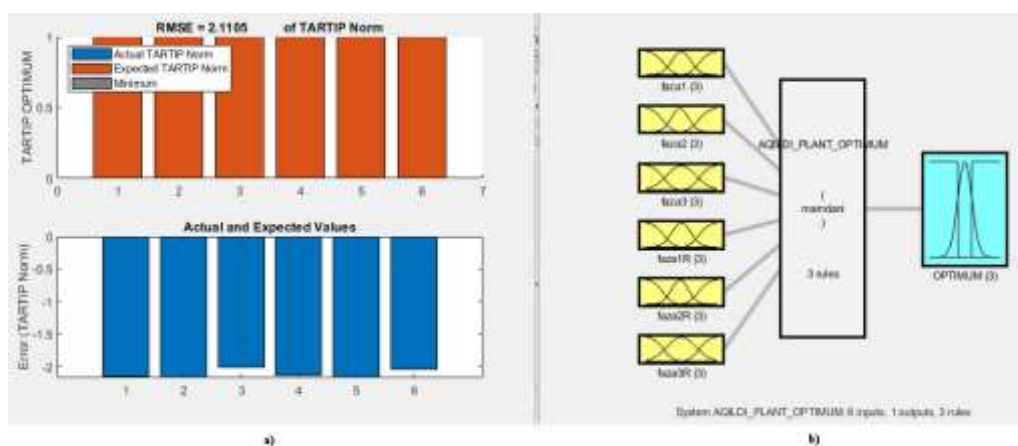 RMSE = 2.1105 of TARTIP Norm
TARTIP OPTIMUM
1
0.5
0
Actual TARTIP Norm
Expected TARTIP Norm
Minimum
0 1 2 3 4 5 6 7
Actual and Expected Values
Error (TARTIP Norm)
0
-0.5
-1
-1.5
-2
1 2 3 4 5 6
a)
faza1 (3)
faza2 (3)
faza3 (3)
faza1R (3)
faza2R (3)
faza3R (3)
AQILDI_PLANT_OPTIMUM
(
mamdani
)
3 rules
OPTIMUM (3)
System AQILDI_PLANT_OPTIMUM: 6 inputs, 1 outputs, 3 rules
b)